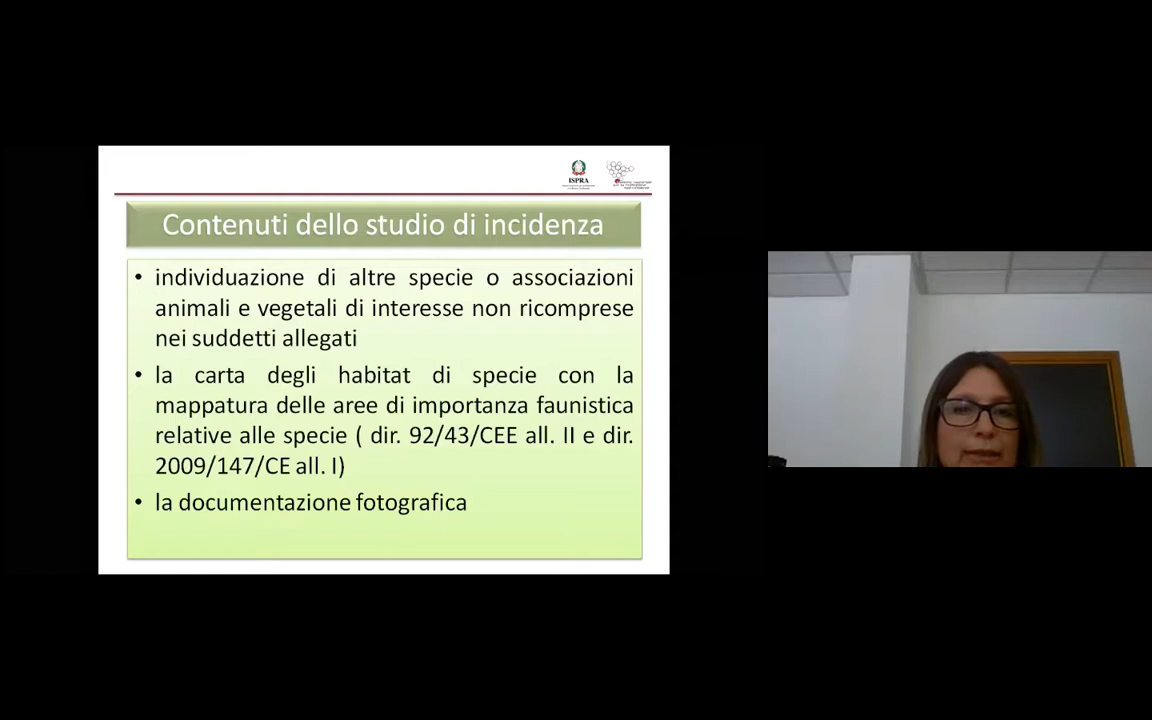 ISPRA
Contenuti dello studio di incidenza
• individuazione di altre specie o associazioni
animali e vegetali di interesse non ricomprese
nei suddetti allegati
• la carta degli habitat di specie con la
mappatura delle aree di importanza faunistica
relative alle specie ( dir. 92/43/CEE all. II e dir.
2009/147/CE all. I)
• la documentazione fotografica